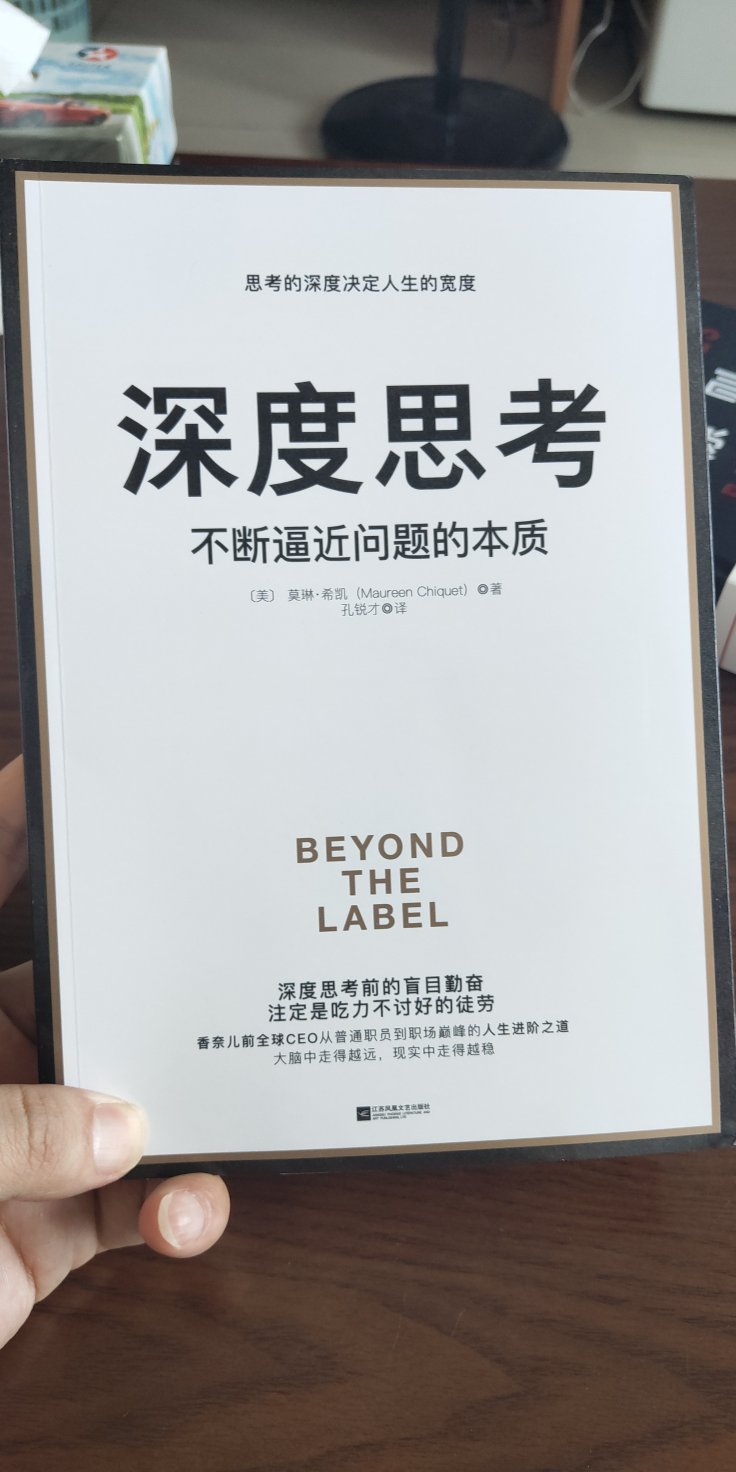 思考的深度决定人生的宽度
深度思考
不断逼近问题的本质
〔美〕 莫琳·希凯（Maureen Chiquet）◎著
孔锐才◎译
BEYOND
THE
LABEL
深度思考前的盲目勤奋
注定是吃力不讨好的徒劳
香奈儿前全球CEO从普通职员到职场巅峰的人生进阶之道
大脑中走得越远，现实中走得越稳
江苏凤凰文艺出版社